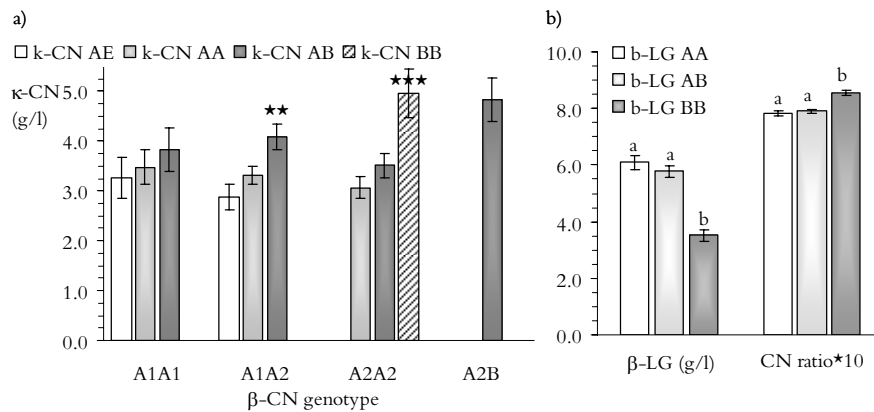 a)
k-CN AE k-CN AA k-CN AB k-CN BB
κ-CN
(g/l)
5.0
4.0
3.0
2.0
1.0
0.0
★★
★★★
A1A1 A1A2 A2A2 A2B
β-CN genotype
b)
10.0
8.0
6.0
4.0
2.0
0.0
b-LG AA
b-LG AB
b-LG BB
a a b
a a b
β-LG (g/l) CN ratio★10